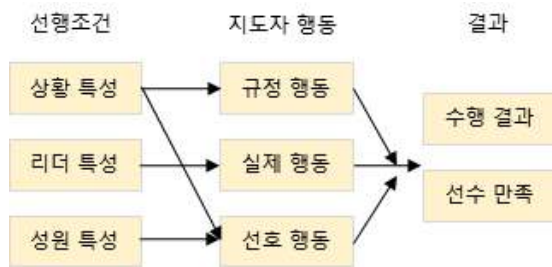 선행조건 지도자 행동 결과
상황 특성 규정 행동
수행 결과
리더 특성 실제 행동
선수 만족
성원 특성 선호 행동